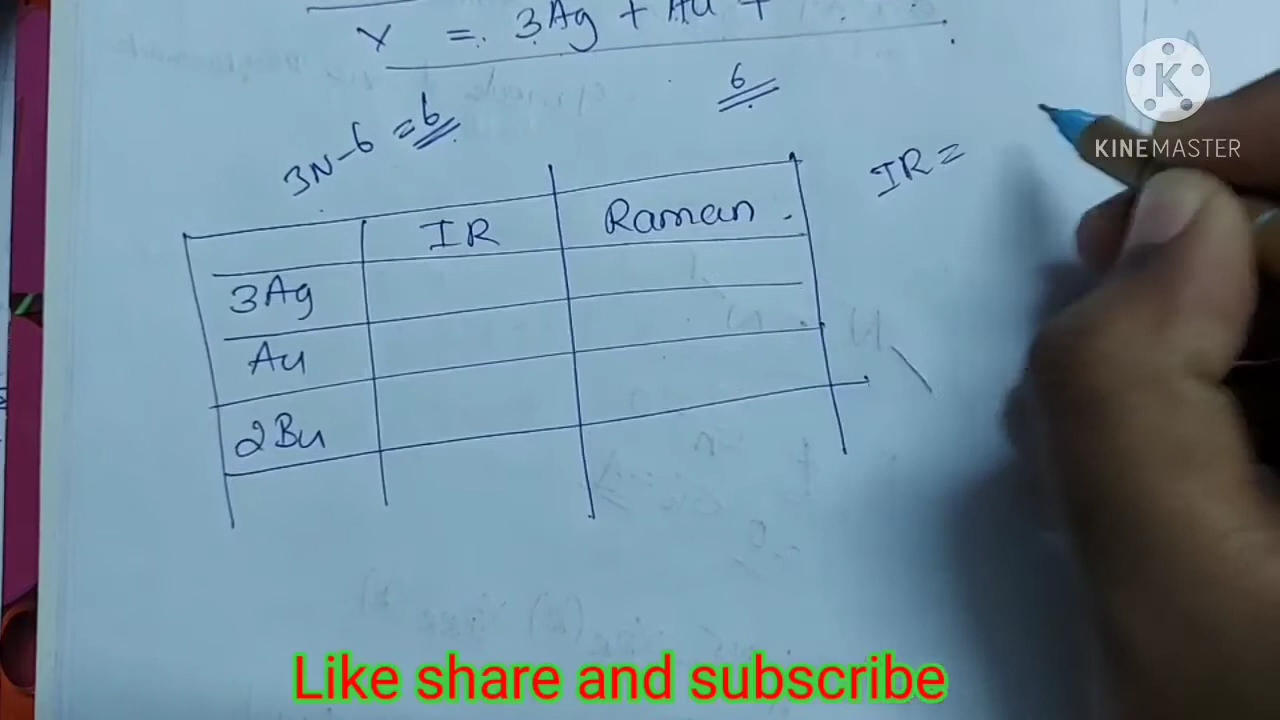 γ = 3Ag + Au +
3N-6 = 6
6
IR =
IR Raman
3Ag
Au
2Bu
K
KINEMASTER
Like share and subscribe